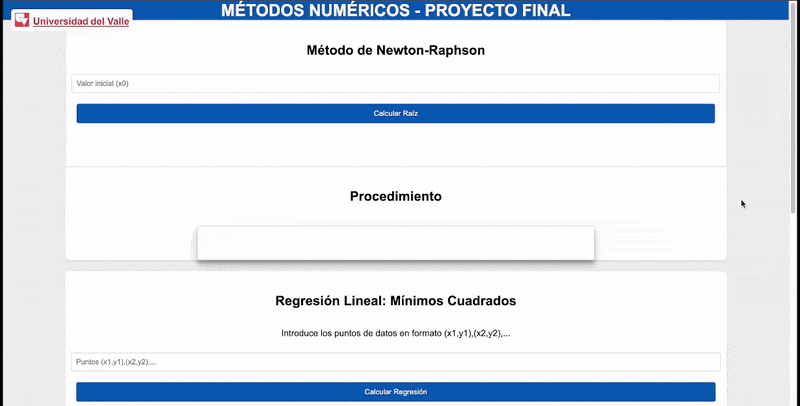 MÉTODOS NUMÉRICOS - PROYECTO FINAL
Universidad del Valle
Método de Newton-Raphson
Valor inicial (x0)
Calcular Raíz
Procedimiento
Regresión Lineal: Mínimos Cuadrados
Introduce los puntos de datos en formato (x1,y1),(x2,y2),...
Puntos (x1,y1),(x2,y2),...
Calcular Regresión